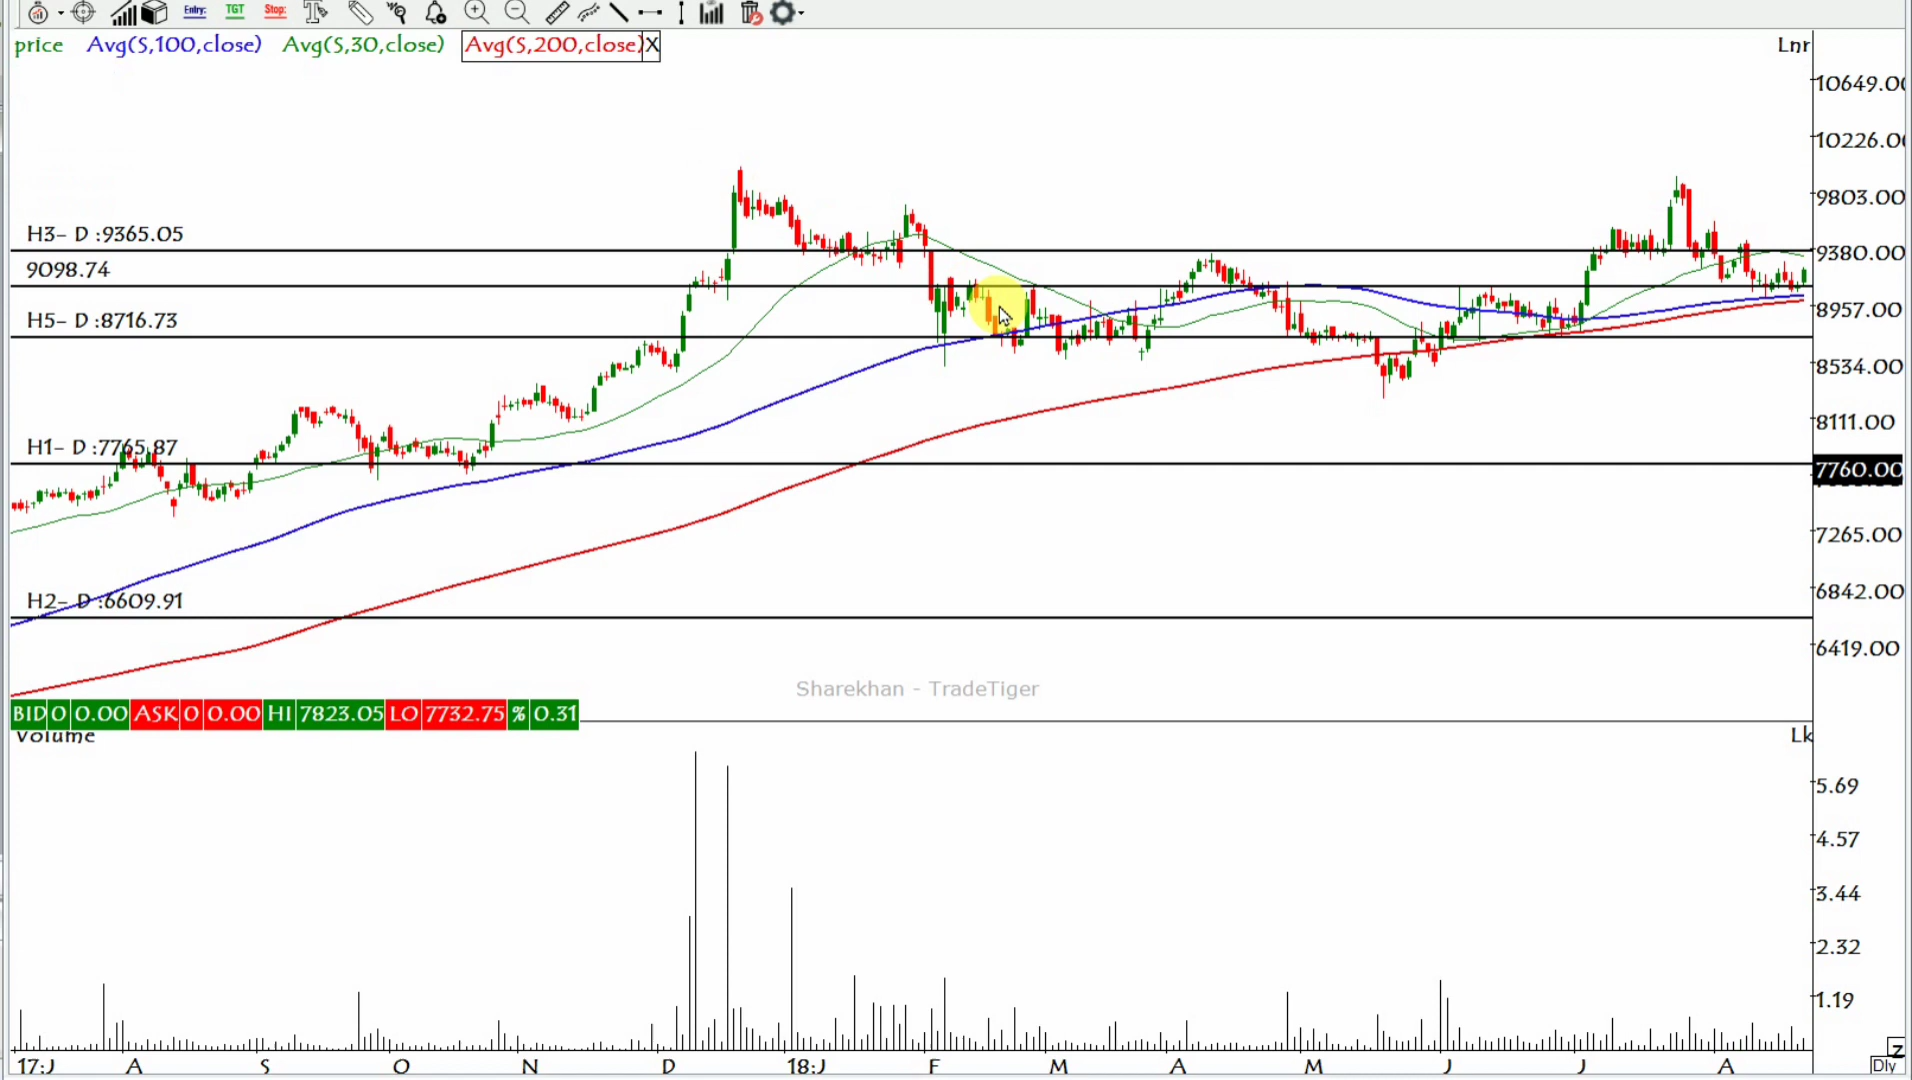 Entry: TGT Stop:
price Avg(S,100,close) Avg(S,30,close) Avg(S,200,close) X
Lnr
10649.00
10226.00
9803.00
H3- D :9365.05
9380.00
9098.74
8957.00
H5- D :8716.73
8534.00
8111.00
H1- D :7765.87
7760.00
7265.00
H2- D :6609.91
6842.00
6419.00
Sharekhan - TradeTiger
BID 0 0.00 ASK 0 0.00 HI 7823.05 LO 7732.75 % 0.31
Volume
Lk
5.69
4.57
3.44
2.32
1.19
Z
17:J A S O N D 18:J F M A M J J A
Dly